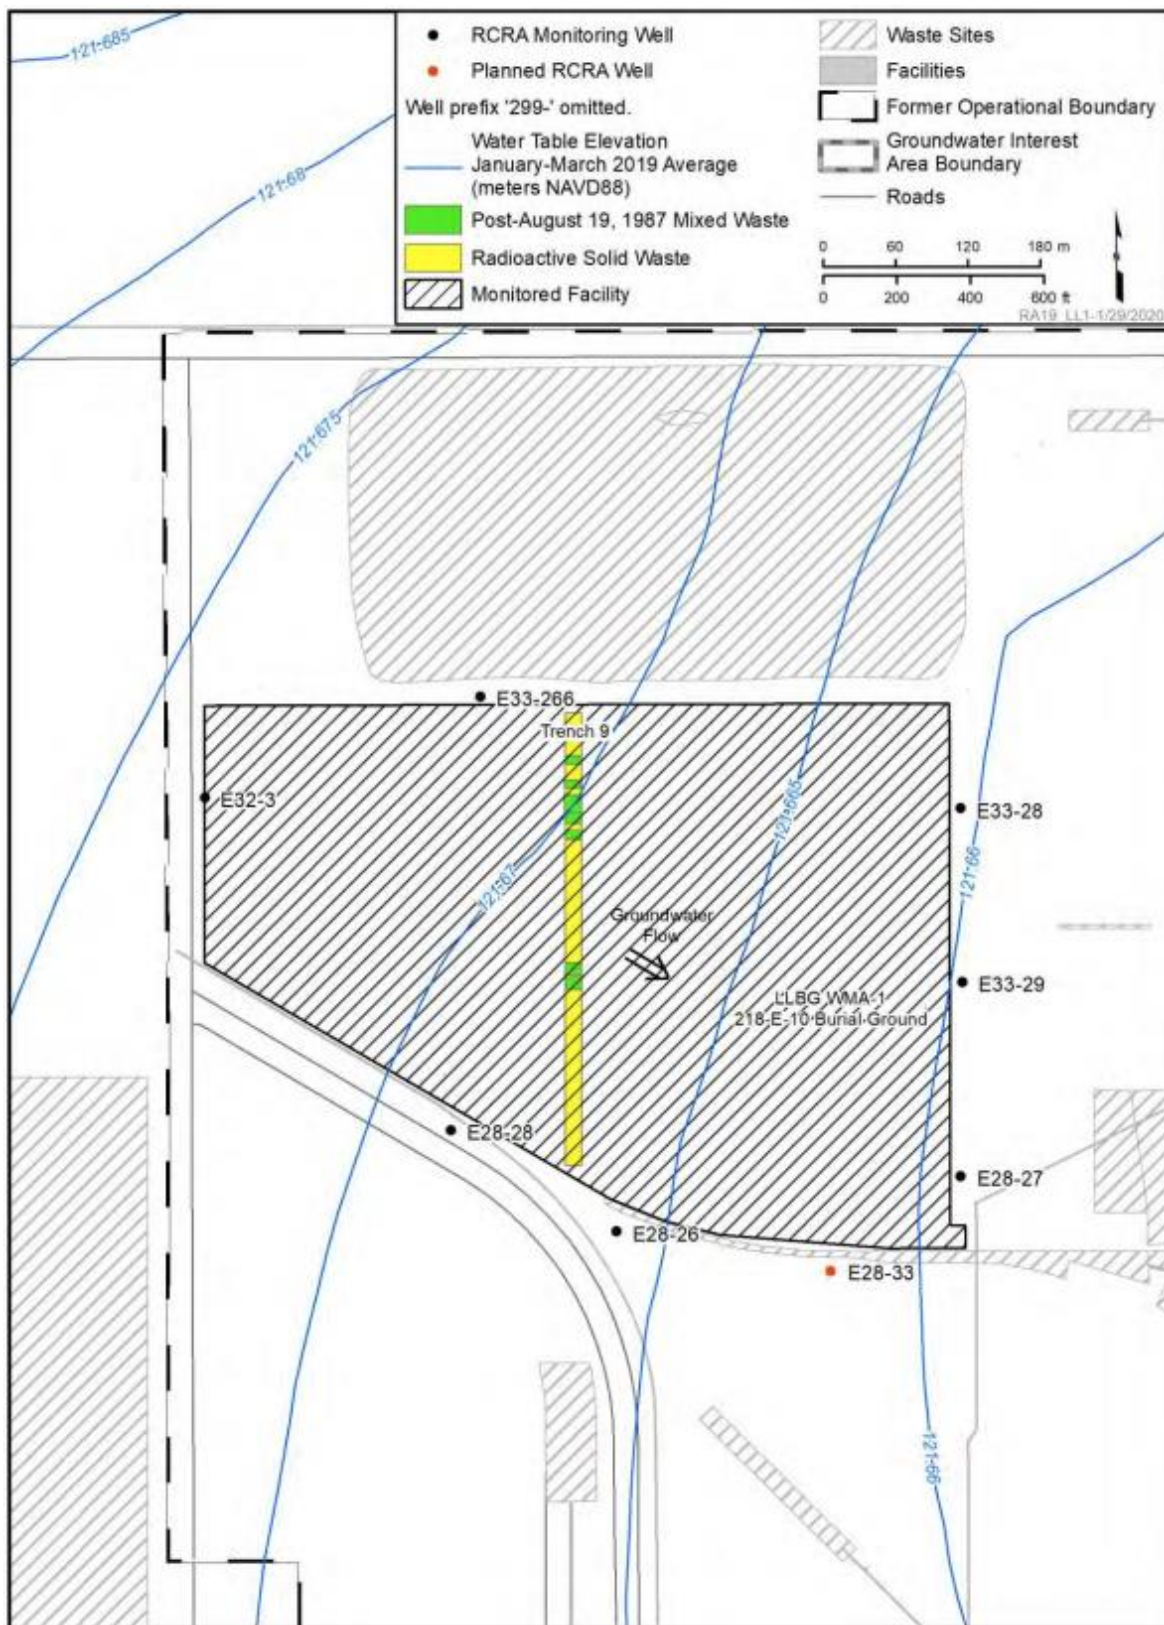 RCRA Monitoring Well
Planned RCRA Well
Well prefix '299-' omitted.
Water Table Elevation
January-March 2019 Average
(meters NAVD88)
Post-August 19, 1987 Mixed Waste
Radioactive Solid Waste
Monitored Facility
Waste Sites
Facilities
Former Operational Boundary
Groundwater Interest
Area Boundary
Roads
0 60 120 180 m
0 200 400 600 ft
N
RA19_LL1-1/29/2020
121.685
121.68
121.675
E33-266
Trench 9
E32-3
121.665
E33-28
121.67
121.66
Groundwater
Flow
E33-29
LLBG WMA-1
218-E-10 Burial Ground
E28-28
E28-27
E28-26
E28-33
121.66